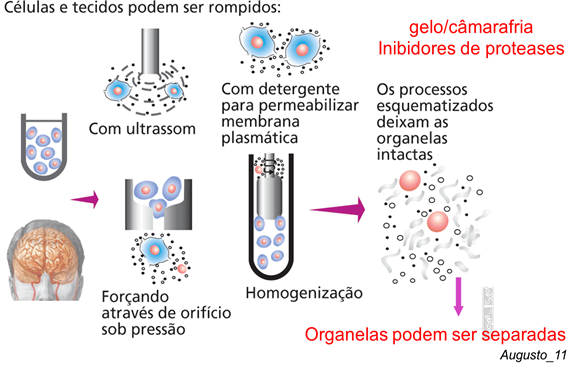 Células e tecidos podem ser rompidos:
gelo/câmarafria
Inibidores de proteases
Com ultrassom
Com detergente
para permeabilizar
membrana
plasmática
Os processos
esquematizados
deixam as
organelas
intactas
Forçando
através de orifício
sob pressão
Homogenização
Organelas podem ser separadas
Augusto_11